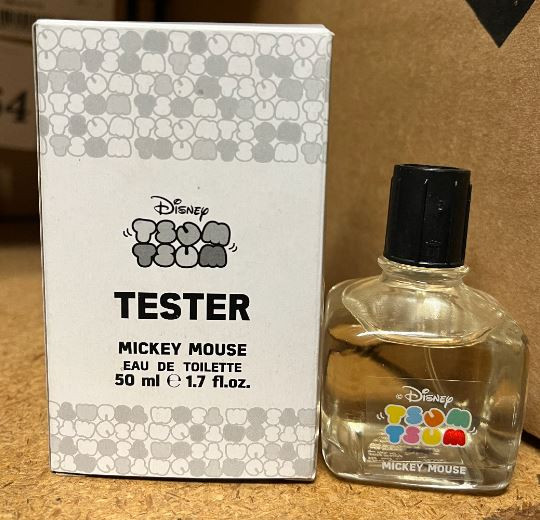 Disney
TSUM
TSUM
TESTER
MICKEY MOUSE
EAU DE TOILETTE
50 ml ℮ 1.7 fl.oz.
© Disney
TSUM
TSUM
MICKEY MOUSE